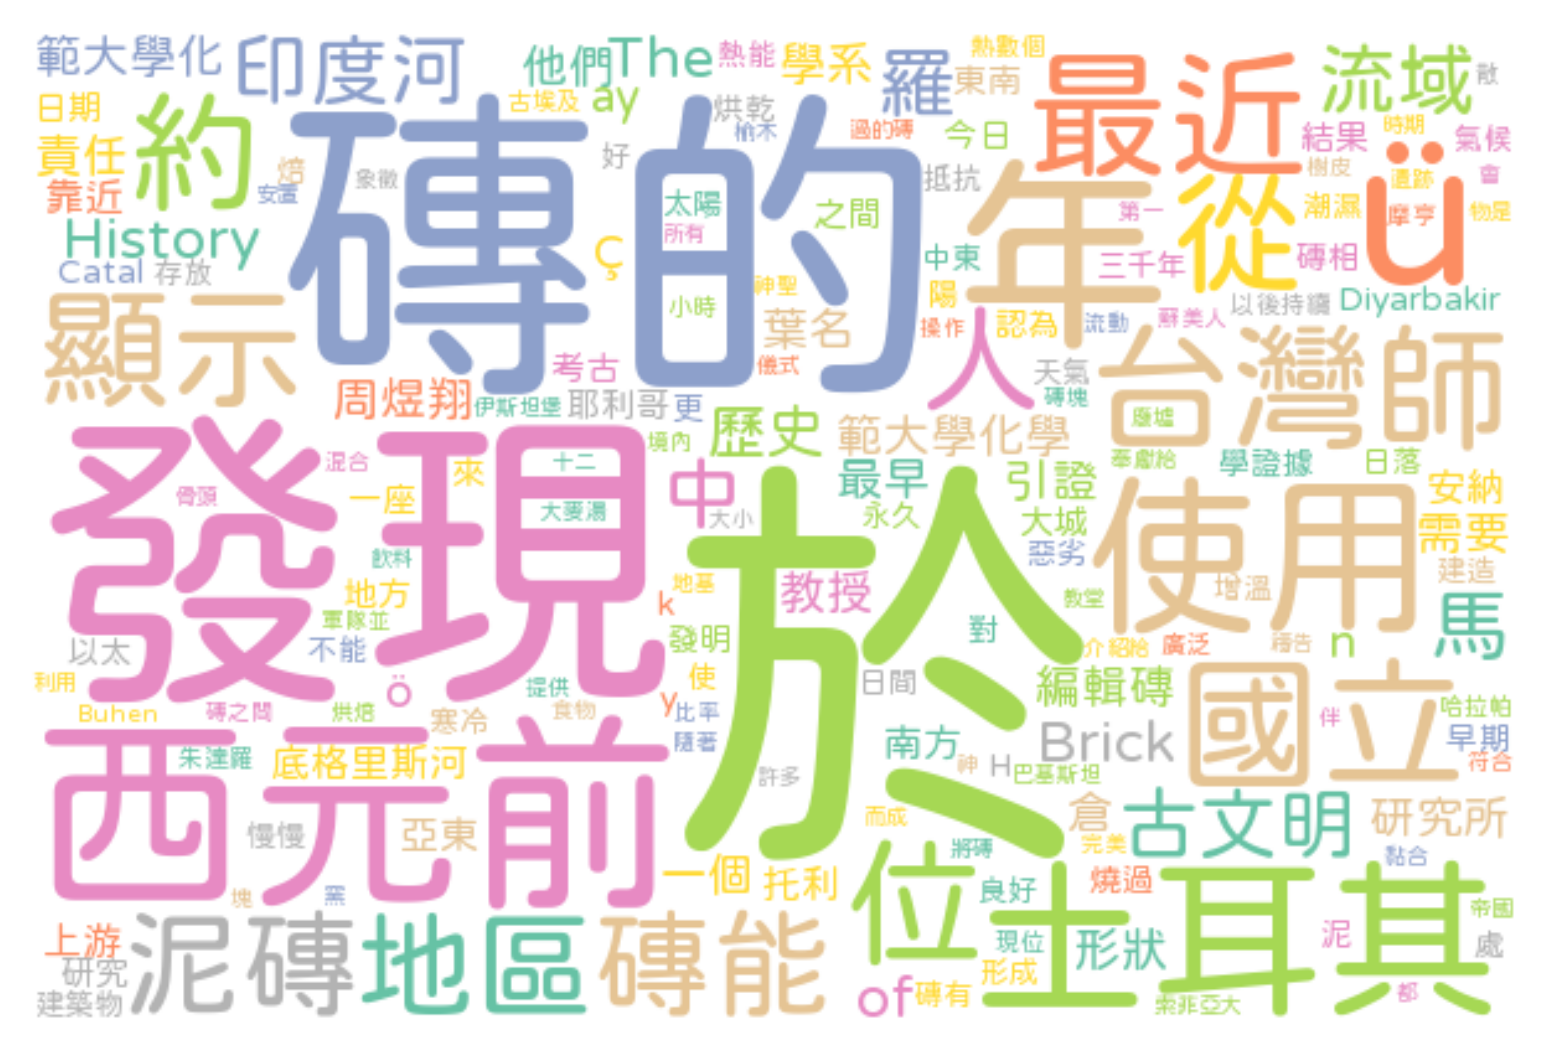 範大學化
印度河
他們
The
熱能
學系
羅
熱數個
東南
最近
流域
散
日期
約
古埃及
ay
烘乾
榆木
過的磚
今日
結果
時期
氣候
責任
焙
磚的
好
抵抗
年
從
樹皮
遺跡
會
靠近
安置
象徵
太陽
所有
之間
第一
潮濕
摩亨
ü
物是
History
Ç
中東
三千年
磚相
Catal
存放
小時
神聖
陽
以後持續
Diyarbakir
顯示
葉名
操作
認為
流動
蘇美人
考古
儀式
人
天氣
台灣師
周煜翔
伊斯坦堡
耶利哥
更
磚塊
廢墟
發現
歷史
範大學化學
境內
混合
來
十二
中
最早
引證
奉獻給
學證據
日落
骨頭
一座
大麥湯
大小
永久
大城
使用
安納
需要
飲料
於
惡劣
建造
地方
地基
教授
教堂
增溫
軍隊並
k
對
馬
以太
不能
發明
介紹給
廣泛
禱告
n
利用
ö
提供
使
日間
編輯磚
國立
Buhen
磚之間
烘焙
寒冷
食物
y
比率
伴
哈拉帕
西元前
隨著
南方
Brick
早期
朱達羅
底格里斯河
許多
神
H
巴基斯坦
符合
慢慢
亞東
而成
倉
古文明
研究所
完美
將磚
黏合
塊
窯
一個
托利
位
良好
土耳其
燒過
帝國
上游
泥磚
地區
磚能
現位
形狀
泥
處
研究
形成
建築物
of
磚有
索非亞大
都